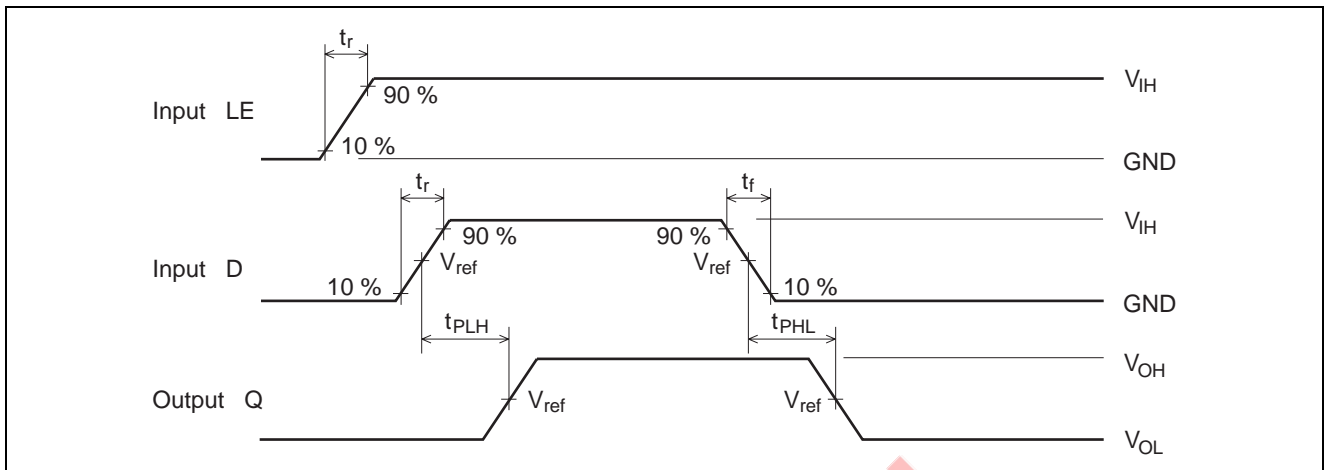 tr
Input LE
90 %
10 %
VIH
GND
tr
tf
VIH
Input D
90 %
90 %
Vref
Vref
10 %
10 %
GND
tPLH
tPHL
VOH
Output Q
Vref
Vref
VOL